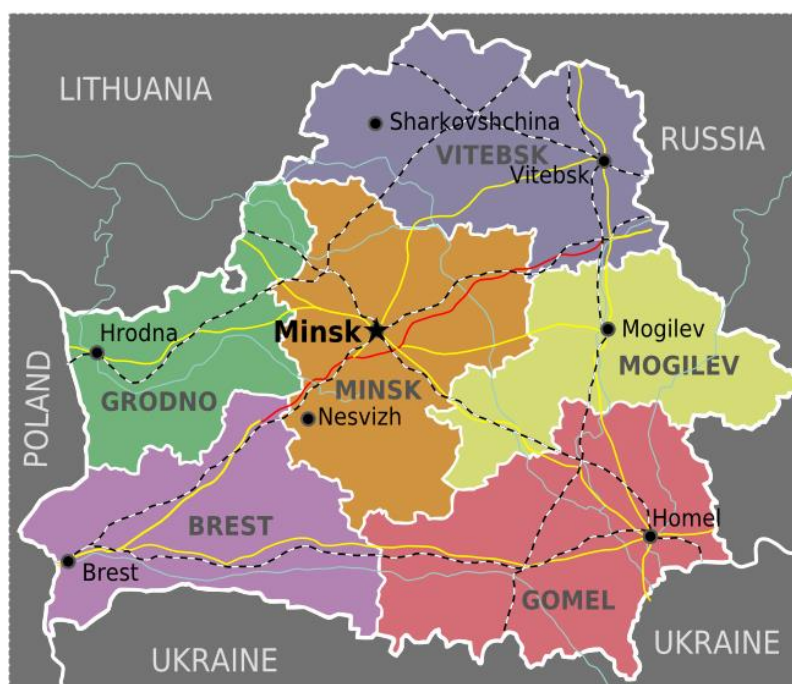 LITHUANIA
Sharkovshchina
RUSSIA
VITEBSK
Vitebsk
Hrodna
Minsk
Mogilev
POLAND
GRODNO
MINSK
MOGILEV
Nesvizh
BREST
Homel
Brest
GOMEL
UKRAINE
UKRAINE